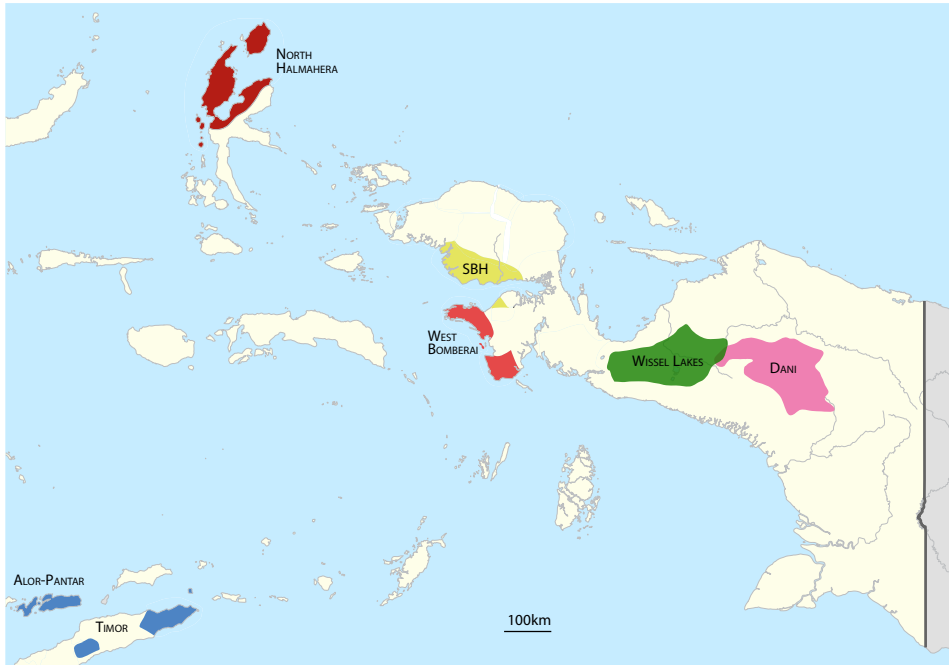 North
Halmahera
SBH
West
Bomberai
Wissel Lakes
Dani
Alor-Pantar
Timor
100km